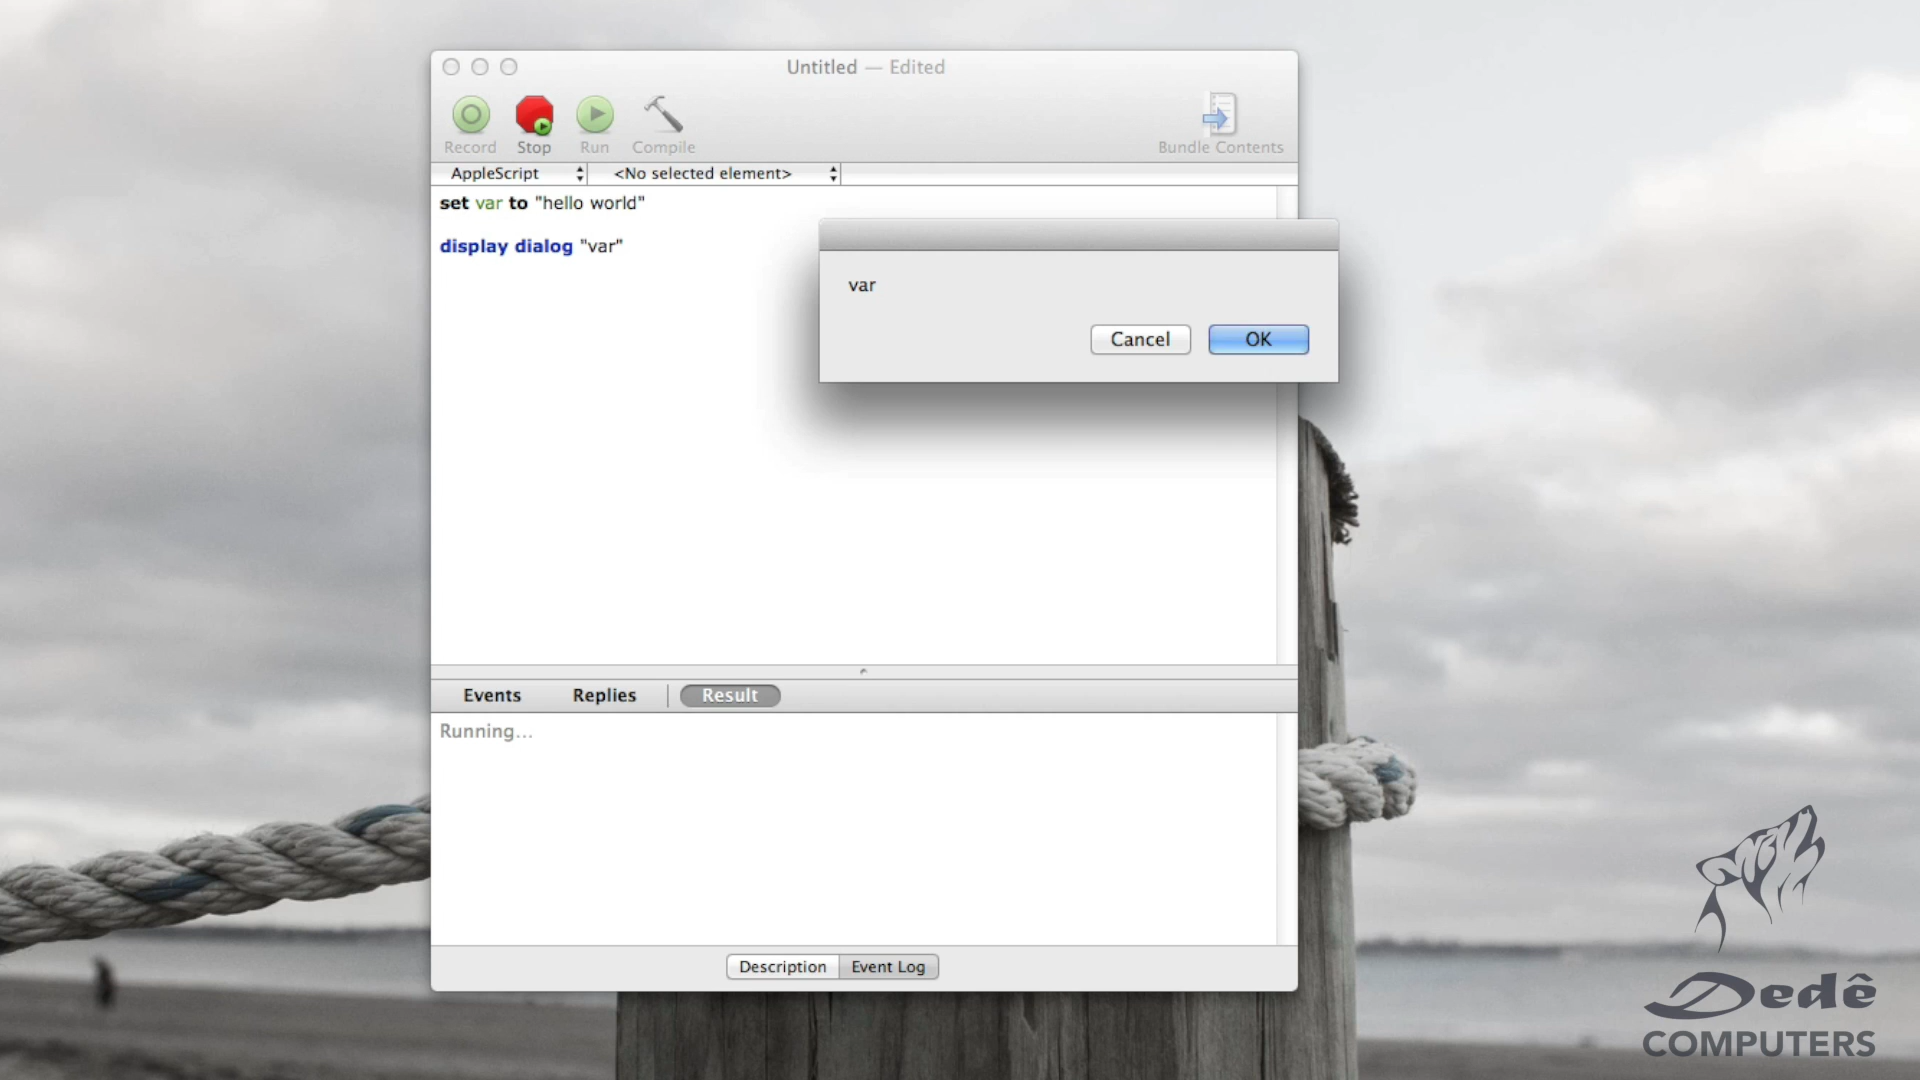 Untitled — Edited
Record Stop Run Compile Bundle Contents
AppleScript <No selected element>
set var to "hello world"
display dialog "var"
var
Cancel OK
Events Replies Result
Running...
Description Event Log
Dedê
COMPUTERS